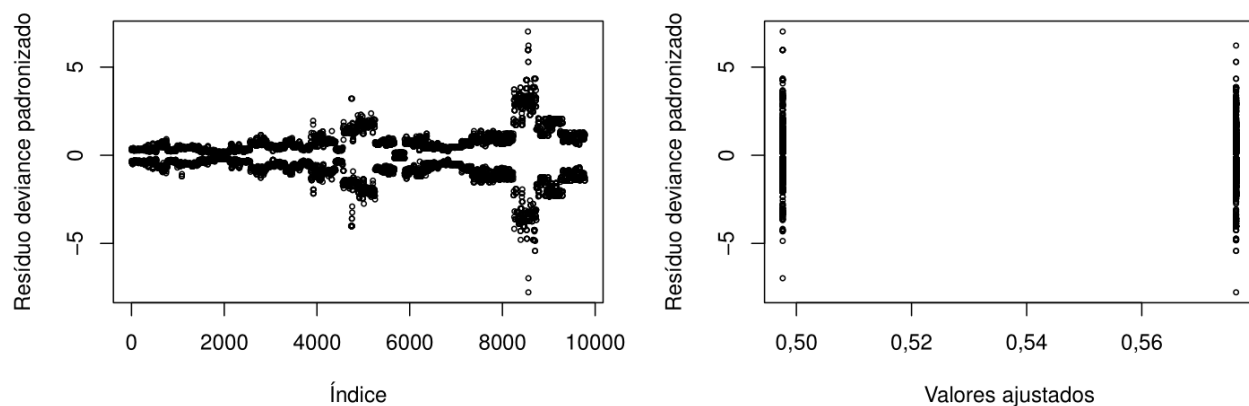 Resíduo deviance padronizado
5
0
−5
0 2000 4000 6000 8000 10000
Índice
Resíduo deviance padronizado
5
0
−5
0,50 0,52 0,54 0,56
Valores ajustados